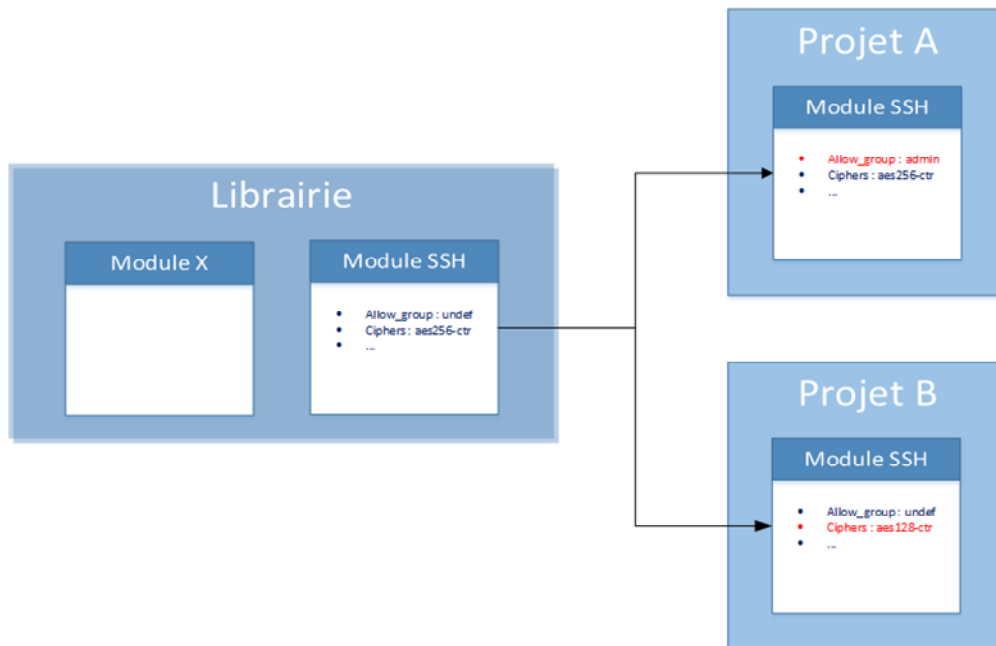 Librairie
Module X
Module SSH
• Allow_group : undef
• Ciphers : aes256-ctr
• ...
Projet A
Module SSH
• Allow_group : admin
• Ciphers : aes256-ctr
• ...
Projet B
Module SSH
• Allow_group : undef
• Ciphers : aes128-ctr
• ...